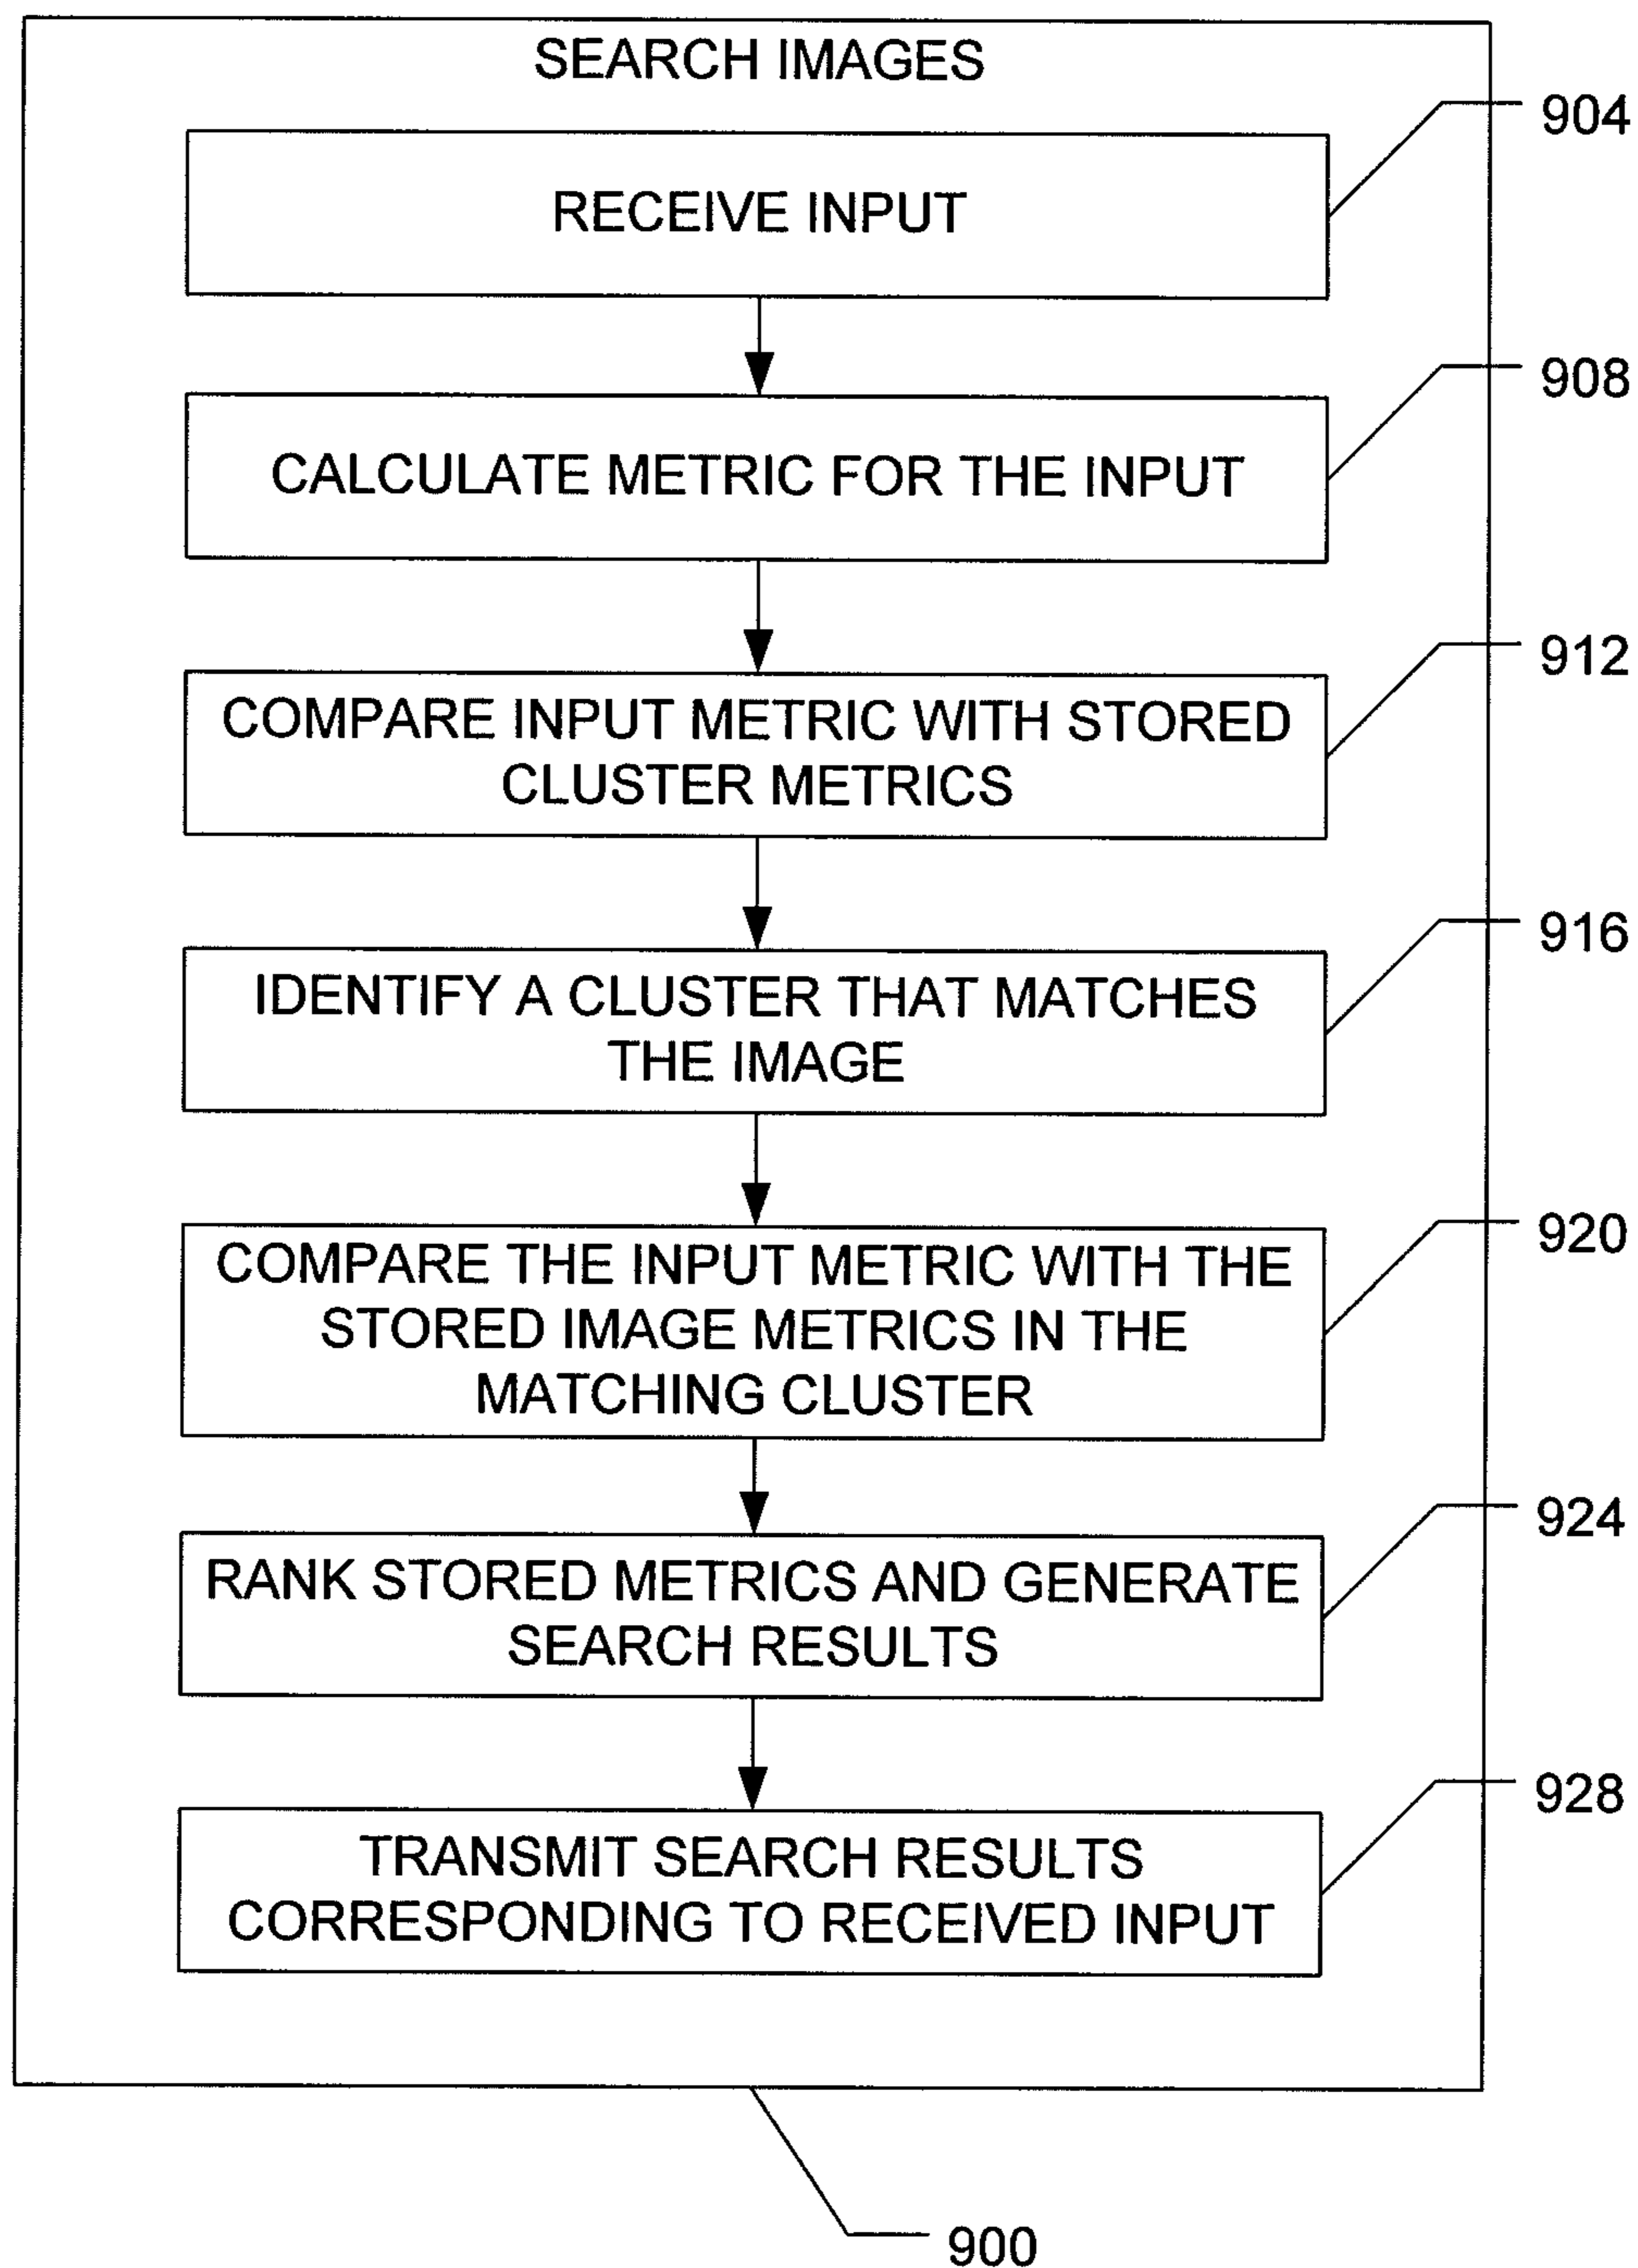 SEARCH IMAGES
904
RECEIVE INPUT
908
CALCULATE METRIC FOR THE INPUT
912
COMPARE INPUT METRIC WITH STORED
CLUSTER METRICS
916
IDENTIFY A CLUSTER THAT MATCHES
THE IMAGE
920
COMPARE THE INPUT METRIC WITH THE
STORED IMAGE METRICS IN THE
MATCHING CLUSTER
924
RANK STORED METRICS AND GENERATE
SEARCH RESULTS
928
TRANSMIT SEARCH RESULTS
CORRESPONDING TO RECEIVED INPUT
900